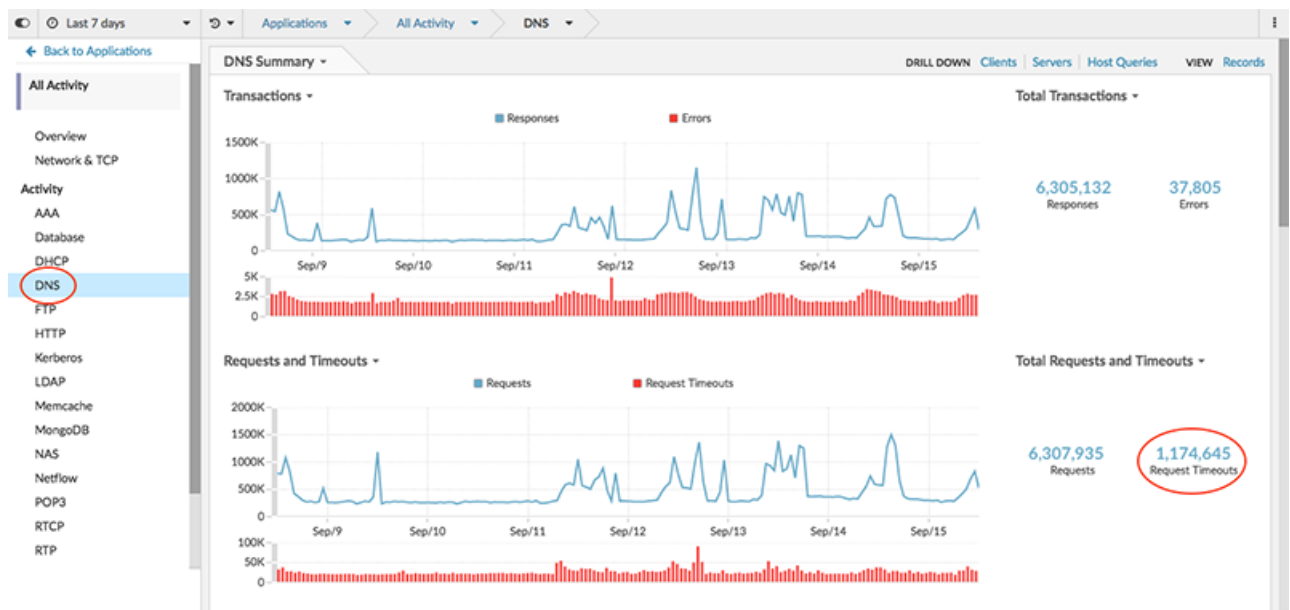 Last 7 days
Applications
All Activity
DNS
Back to Applications
All Activity
Overview
Network & TCP
Activity
AAA
Database
DHCP
DNS
FTP
HTTP
Kerberos
LDAP
Memcache
MongoDB
NAS
Netflow
POP3
RTCP
RTP
DNS Summary
DRILL DOWN Clients Servers Host Queries VIEW Records
Transactions
Responses Errors
1500K
1000K
500K
0
Sep/9 Sep/10 Sep/11 Sep/12 Sep/13 Sep/14 Sep/15
5K
2.5K
0
Total Transactions
6,305,132 37,805
Responses Errors
Requests and Timeouts
Requests Request Timeouts
2000K
1500K
1000K
500K
0
Sep/9 Sep/10 Sep/11 Sep/12 Sep/13 Sep/14 Sep/15
100K
50K
0
Total Requests and Timeouts
6,307,935 1,174,645
Requests Request Timeouts